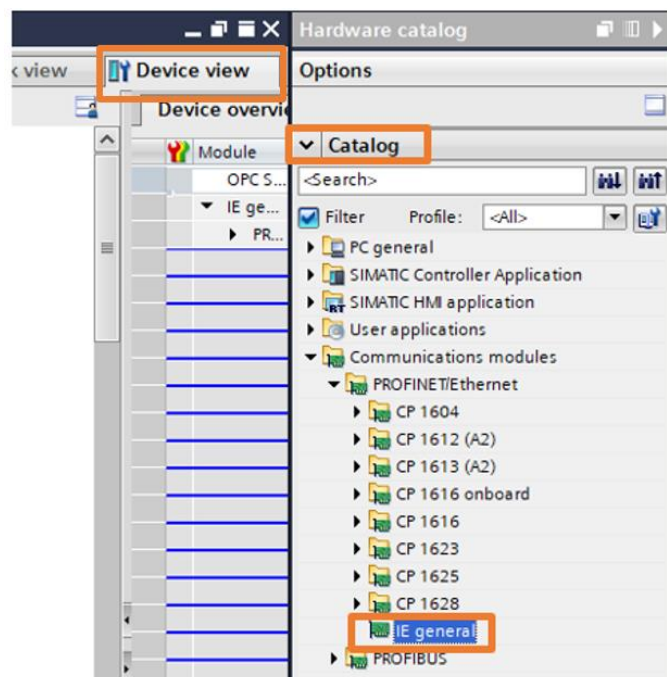 Hardware catalog
k view
Device view
Options
Device overvie
Catalog
Module
OPC S...
<Search>
IE ge...
Filter
Profile:
<All>
PR...
PC general
SIMATIC Controller Application
SIMATIC HMI application
User applications
Communications modules
PROFINET/Ethernet
CP 1604
CP 1612 (A2)
CP 1613 (A2)
CP 1616 onboard
CP 1616
CP 1623
CP 1625
CP 1628
IE general
PROFIBUS